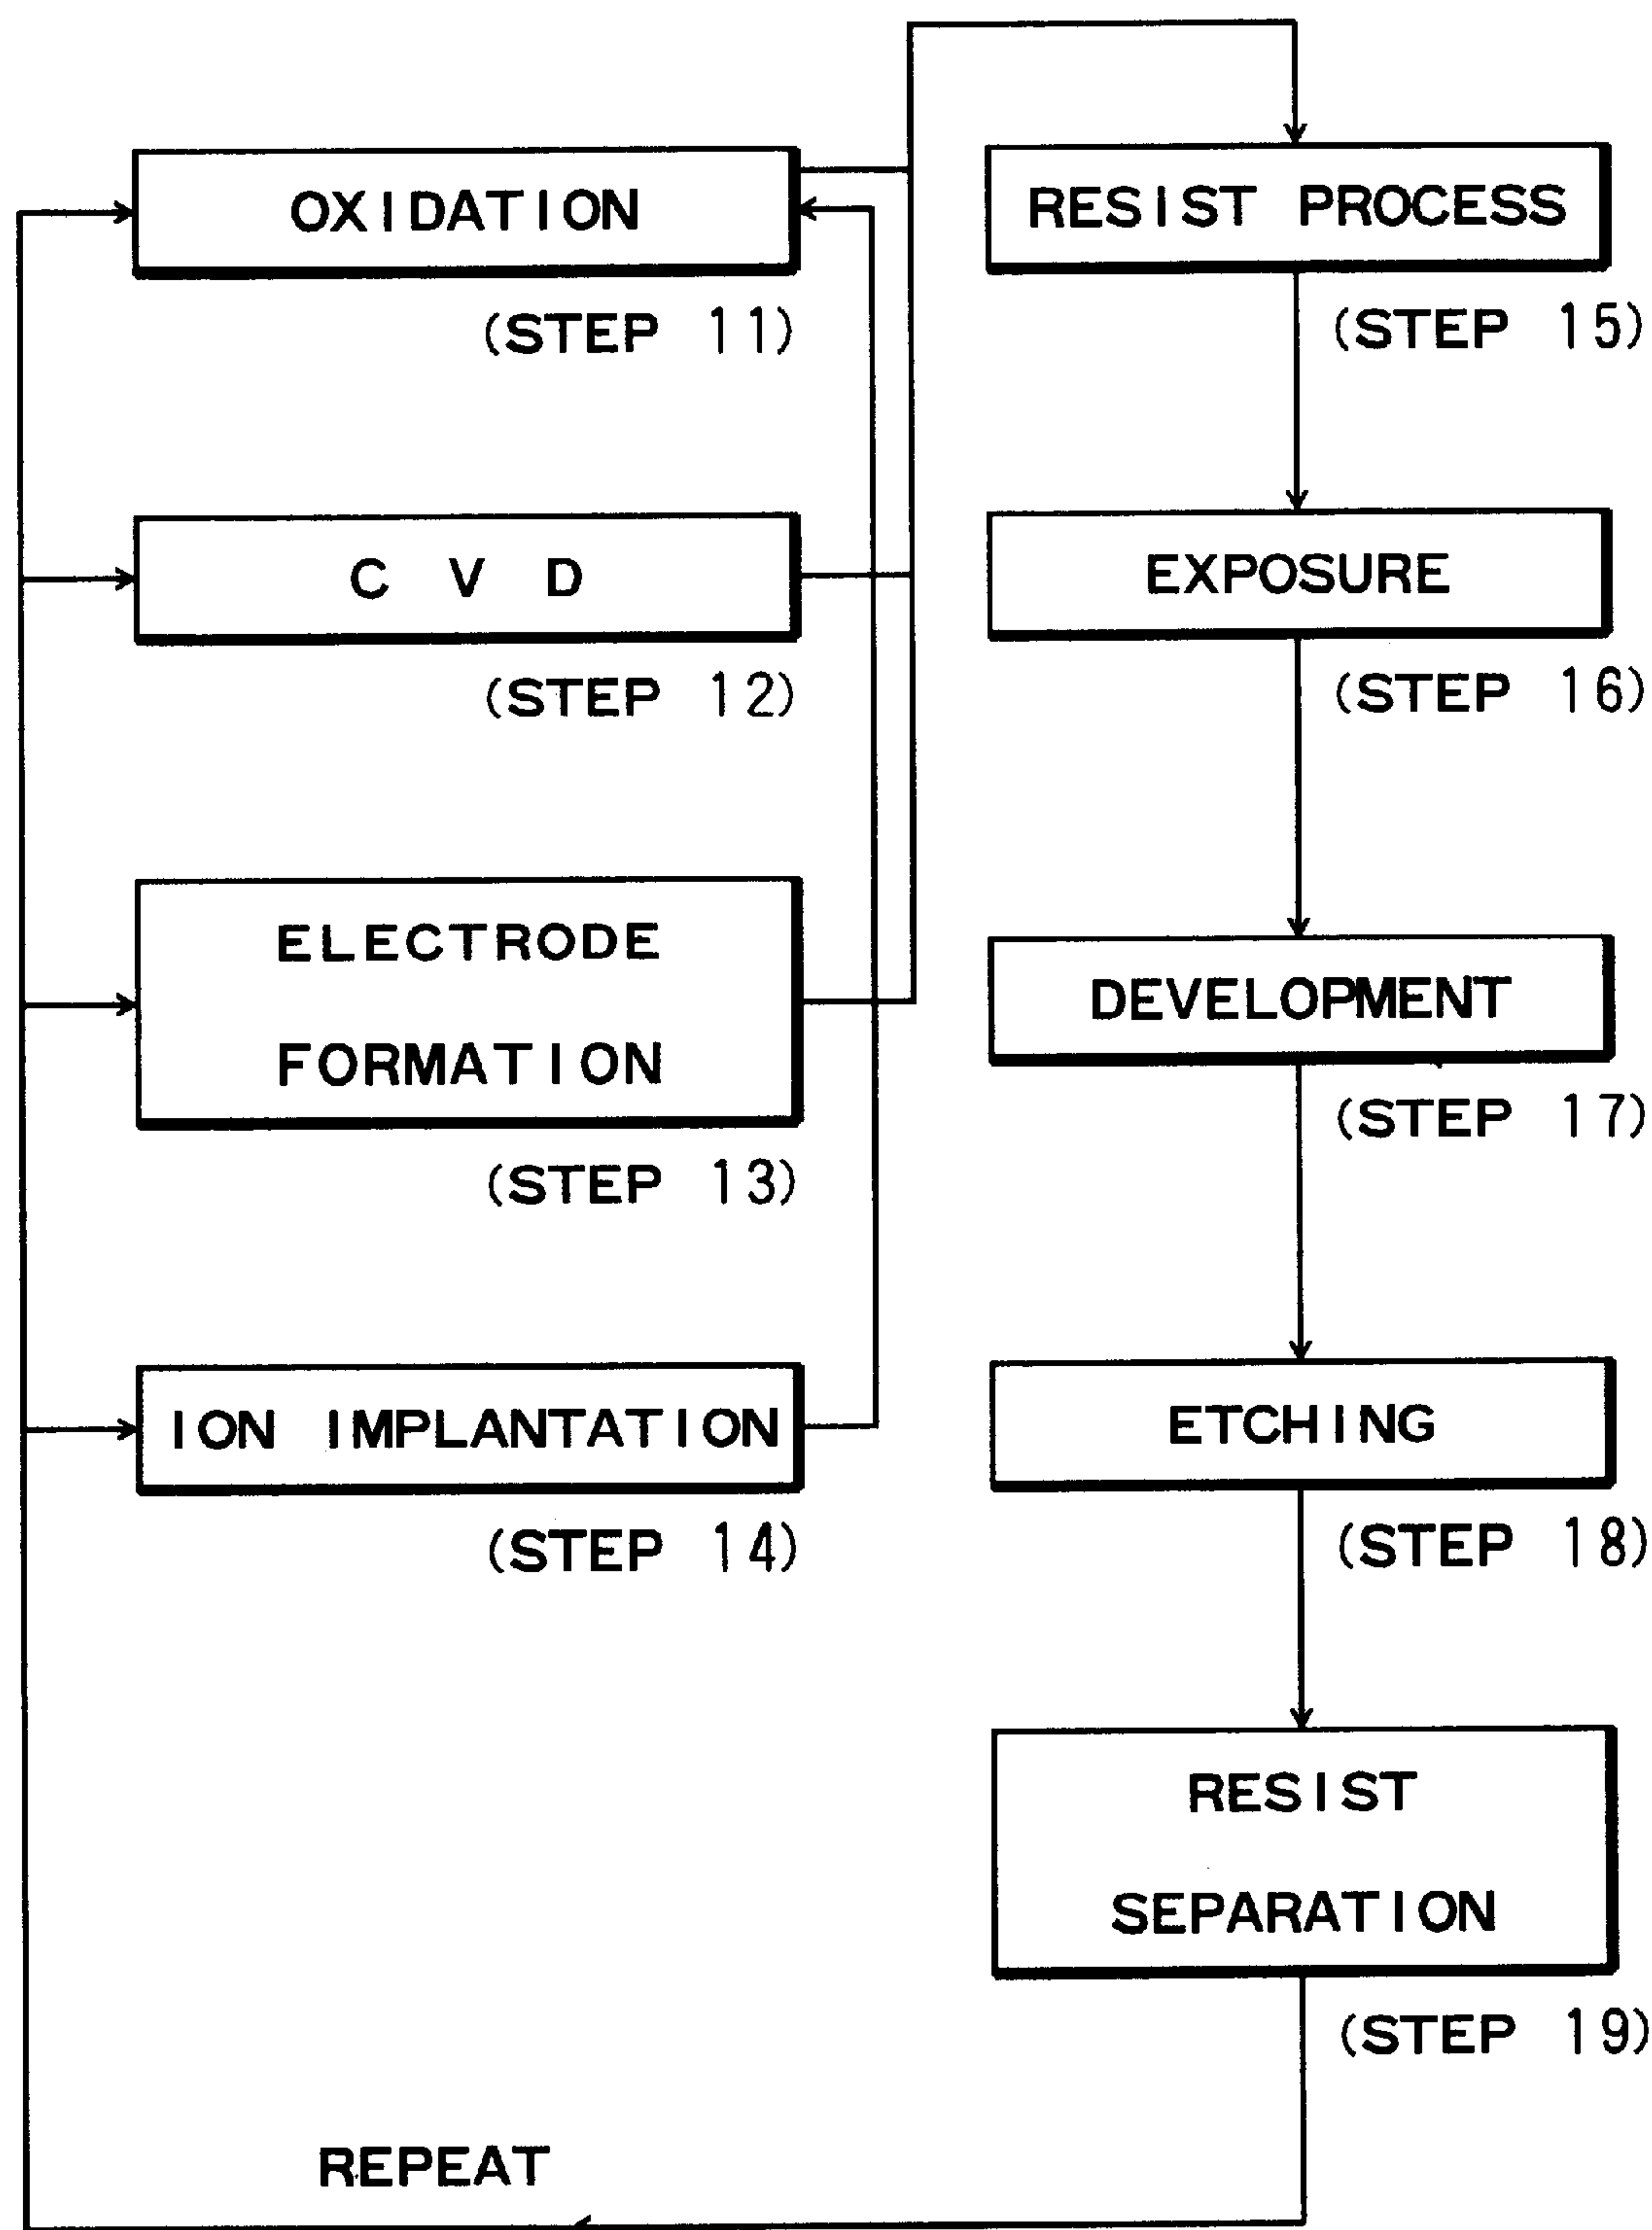 OXIDATION
(STEP 11)
C V D
(STEP 12)
ELECTRODE
FORMATION
(STEP 13)
ION IMPLANTATION
(STEP 14)
RESIST PROCESS
(STEP 15)
EXPOSURE
(STEP 16)
DEVELOPMENT
(STEP 17)
ETCHING
(STEP 18)
RESIST
SEPARATION
(STEP 19)
REPEAT